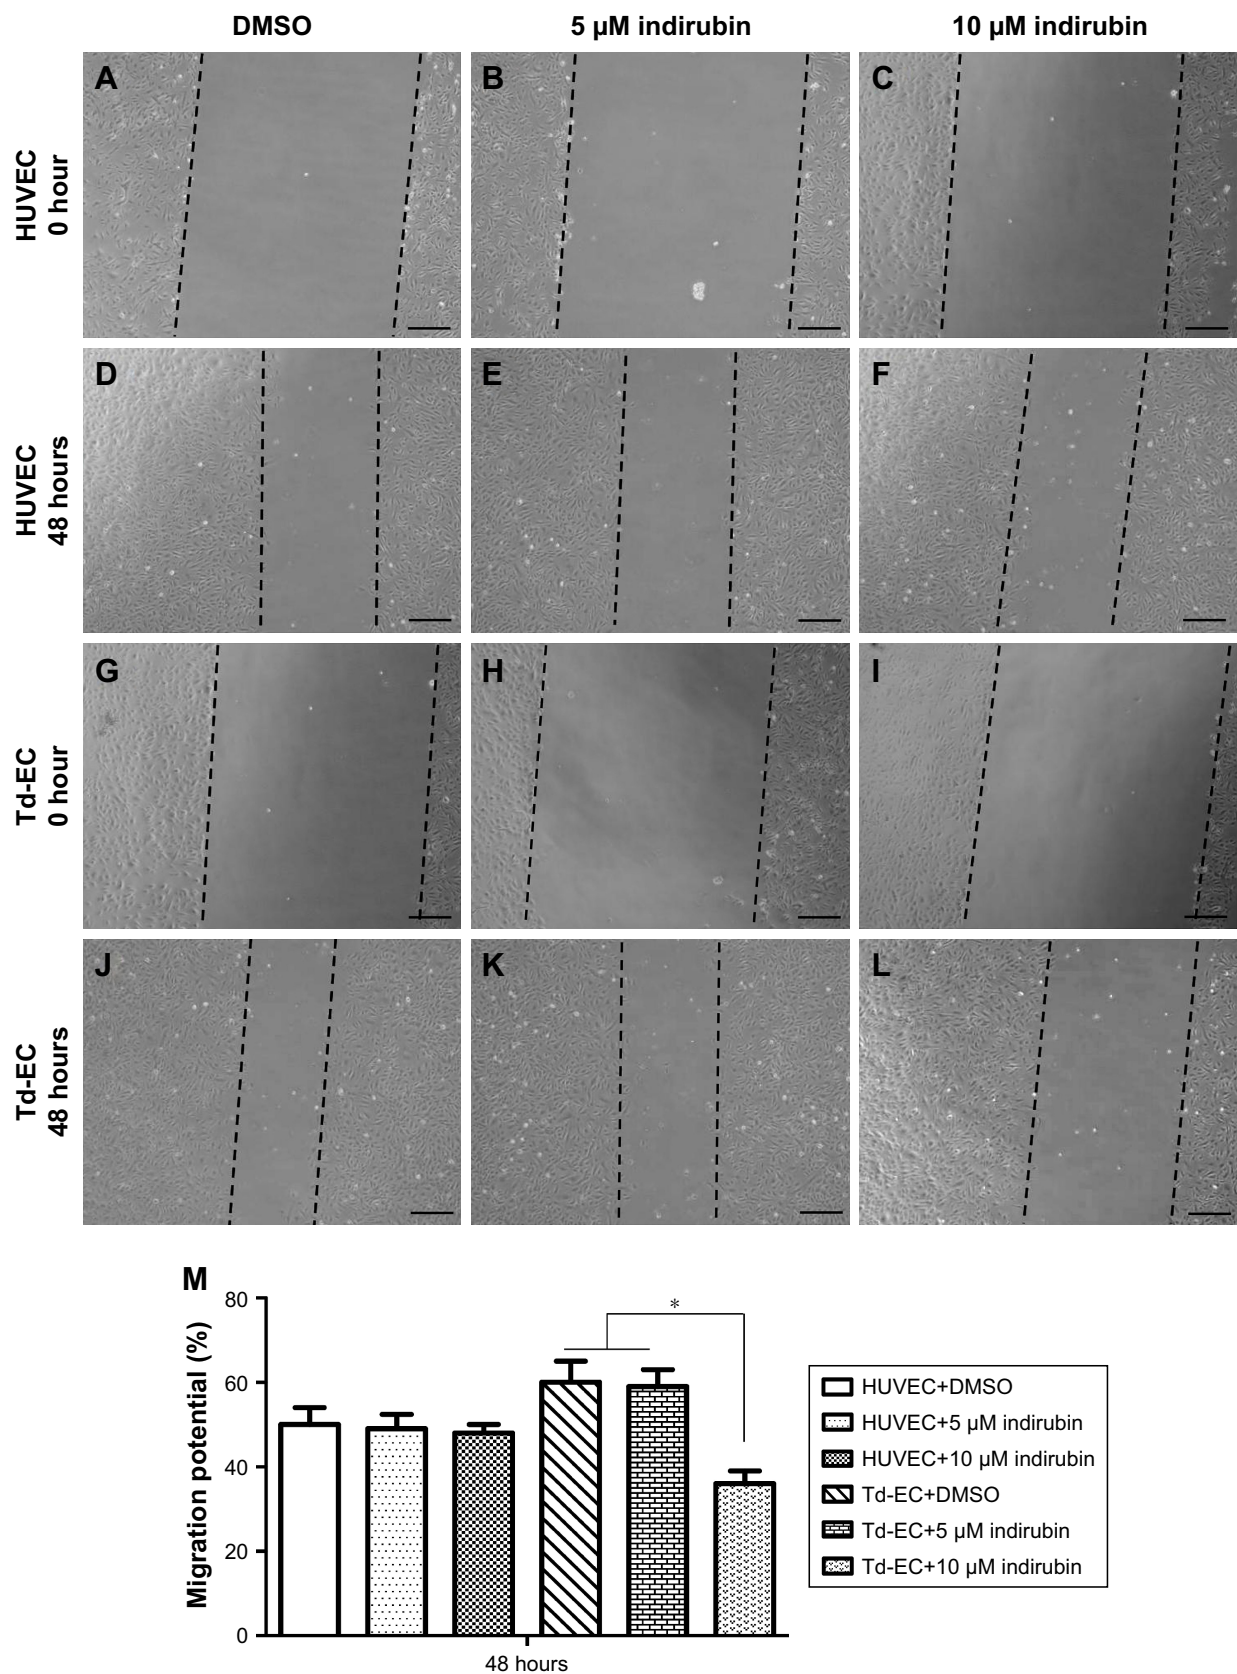 DMSO
5 µM indirubin
10 µM indirubin
HUVEC
0 hour
A
B
C
HUVEC
48 hours
D
E
F
Td-EC
0 hour
G
H
I
Td-EC
48 hours
J
K
L
M
Migration potential (%)
80
60
40
20
0
*
48 hours
HUVEC+DMSO
HUVEC+5 µM indirubin
HUVEC+10 µM indirubin
Td-EC+DMSO
Td-EC+5 µM indirubin
Td-EC+10 µM indirubin